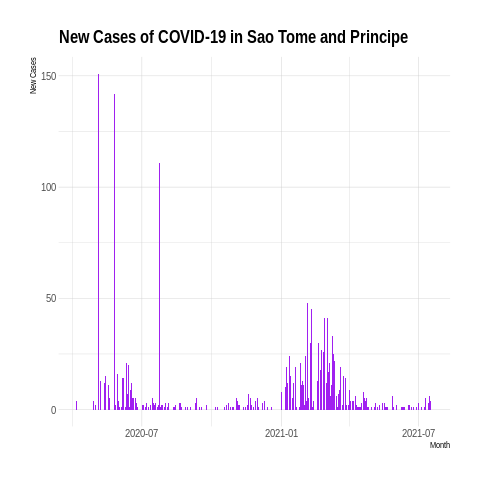 New Cases of COVID-19 in Sao Tome and Principe
New Cases
150
100
50
0
2020-07
2021-01
2021-07
Month